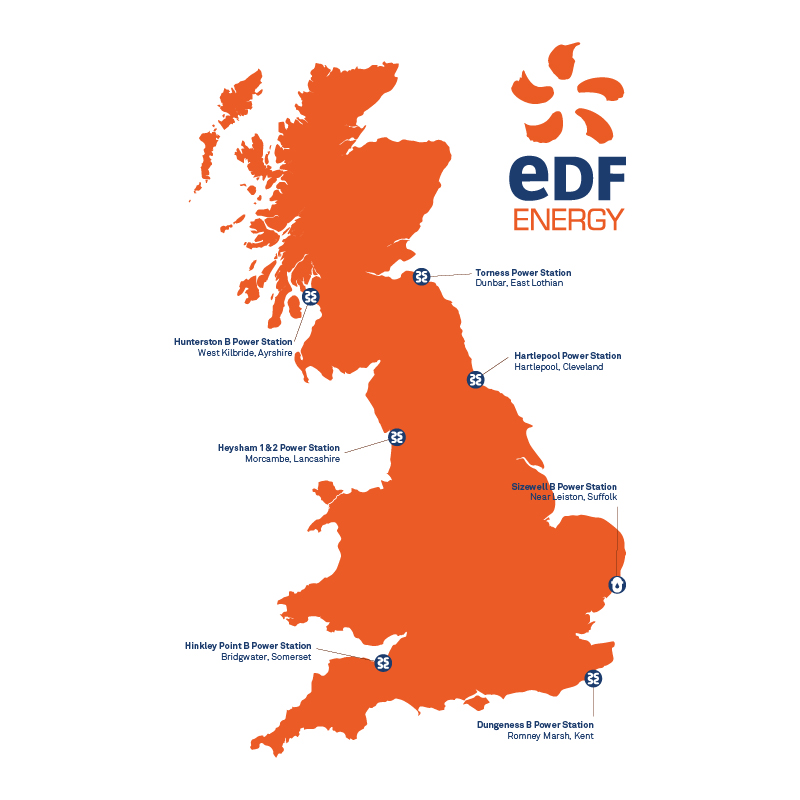 eDF
ENERGY
Torness Power Station
Dunbar, East Lothian
Hunterston B Power Station
West Kilbride, Ayrshire
Hartlepool Power Station
Hartlepool, Cleveland
Heysham 1&2 Power Station
Morcambe, Lancashire
Sizewell B Power Station
Near Leiston, Suffolk
Hinkley Point B Power Station
Bridgwater, Somerset
Dungeness B Power Station
Romney Marsh, Kent